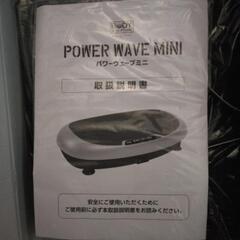 POWER WAVE MINI
パワーウェーブミニ
取扱説明書
安全にご使用いただくために
ご使用前に必ず本取扱説明書をお読みください。